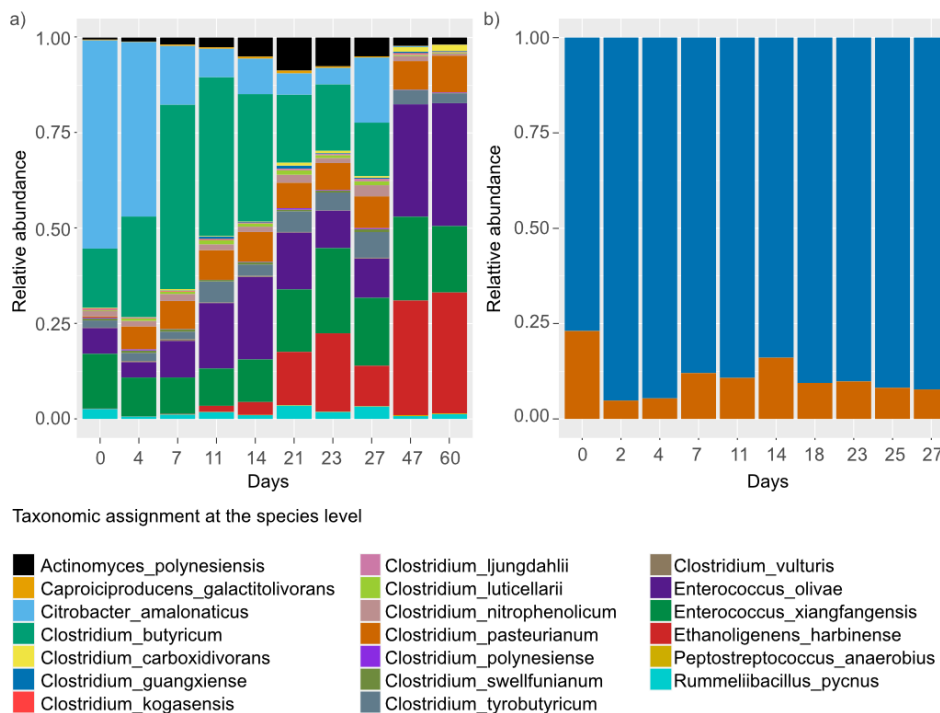 a)
b)
Relative abundance
1.00
0.75
0.50
0.25
0.00
0 4 7 11 14 21 23 27 47 60
Days
Relattive abundance
1.00
0.75
0.50
0.25
0.00
0 2 4 7 11 14 18 23 25 27
Days
Taxonomic assignment at the species level
Actinomyces_polynesiensis
Caproiciproducens_galactitolivorans
Citrobacter_amalonaticus
Clostridium_butyricum
Clostridium_carboxidivorans
Clostridium_guangxiense
Clostridium_kogasensis
Clostridium_ljungdahlii
Clostridium_luticellarii
Clostridium_nitrophenolicum
Clostridium_pasteurianum
Clostridium_polynesiense
Clostridium_swellfunianum
Clostridium_tyrobutyricum
Clostridium_vulturis
Enterococcus_olivae
Enterococcus_xiangfangensis
Ethanoligenens_harbinense
Peptostreptococcus_anaerobius
Rummeliibacillus_pycnus